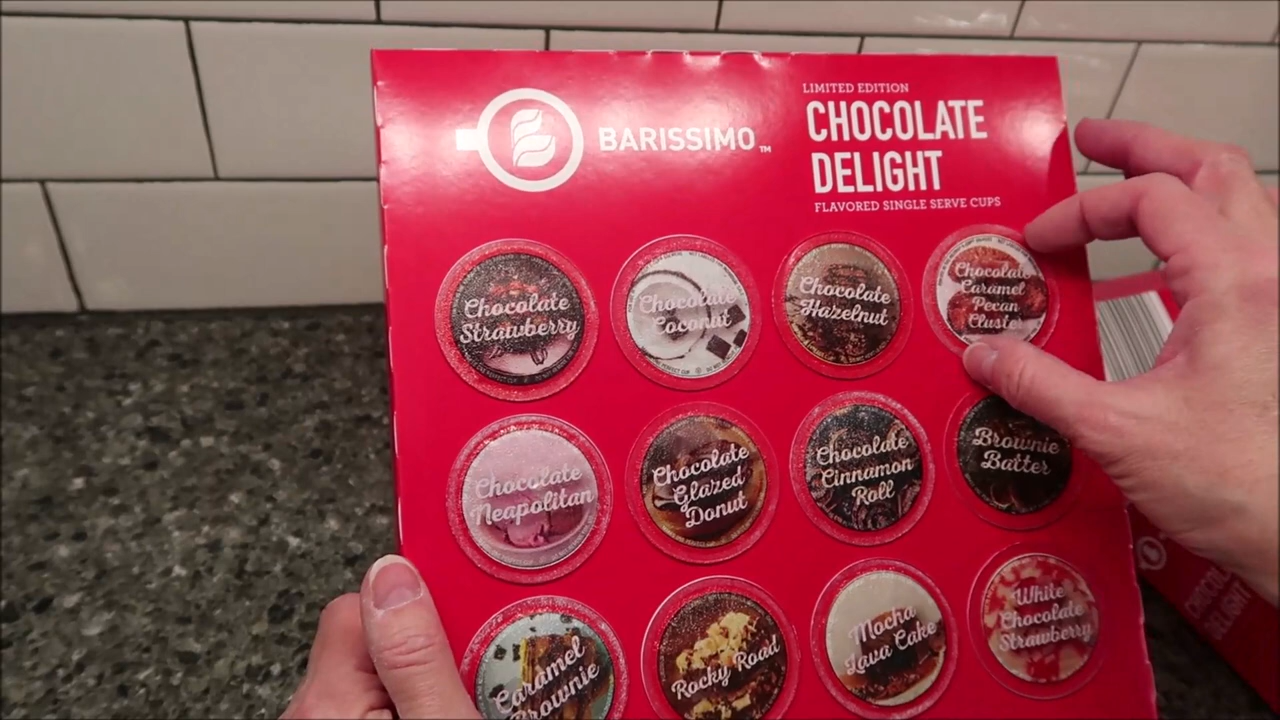 BARISSIMO™
LIMITED EDITION
CHOCOLATE
DELIGHT
FLAVORED SINGLE SERVE CUPS
Chocolate
Strawberry
Chocolate
Coconut
Chocolate
Hazelnut
Chocolate
Caramel
Pecan
Cluster
Chocolate
Neapolitan
Chocolate
Glazed
Donut
Chocolate
Cinnamon
Roll
Brownie
Batter
Caramel
Brownie
Rocky Road
Mocha
Lava Cake
White
Chocolate
Strawberry
DELIGHT